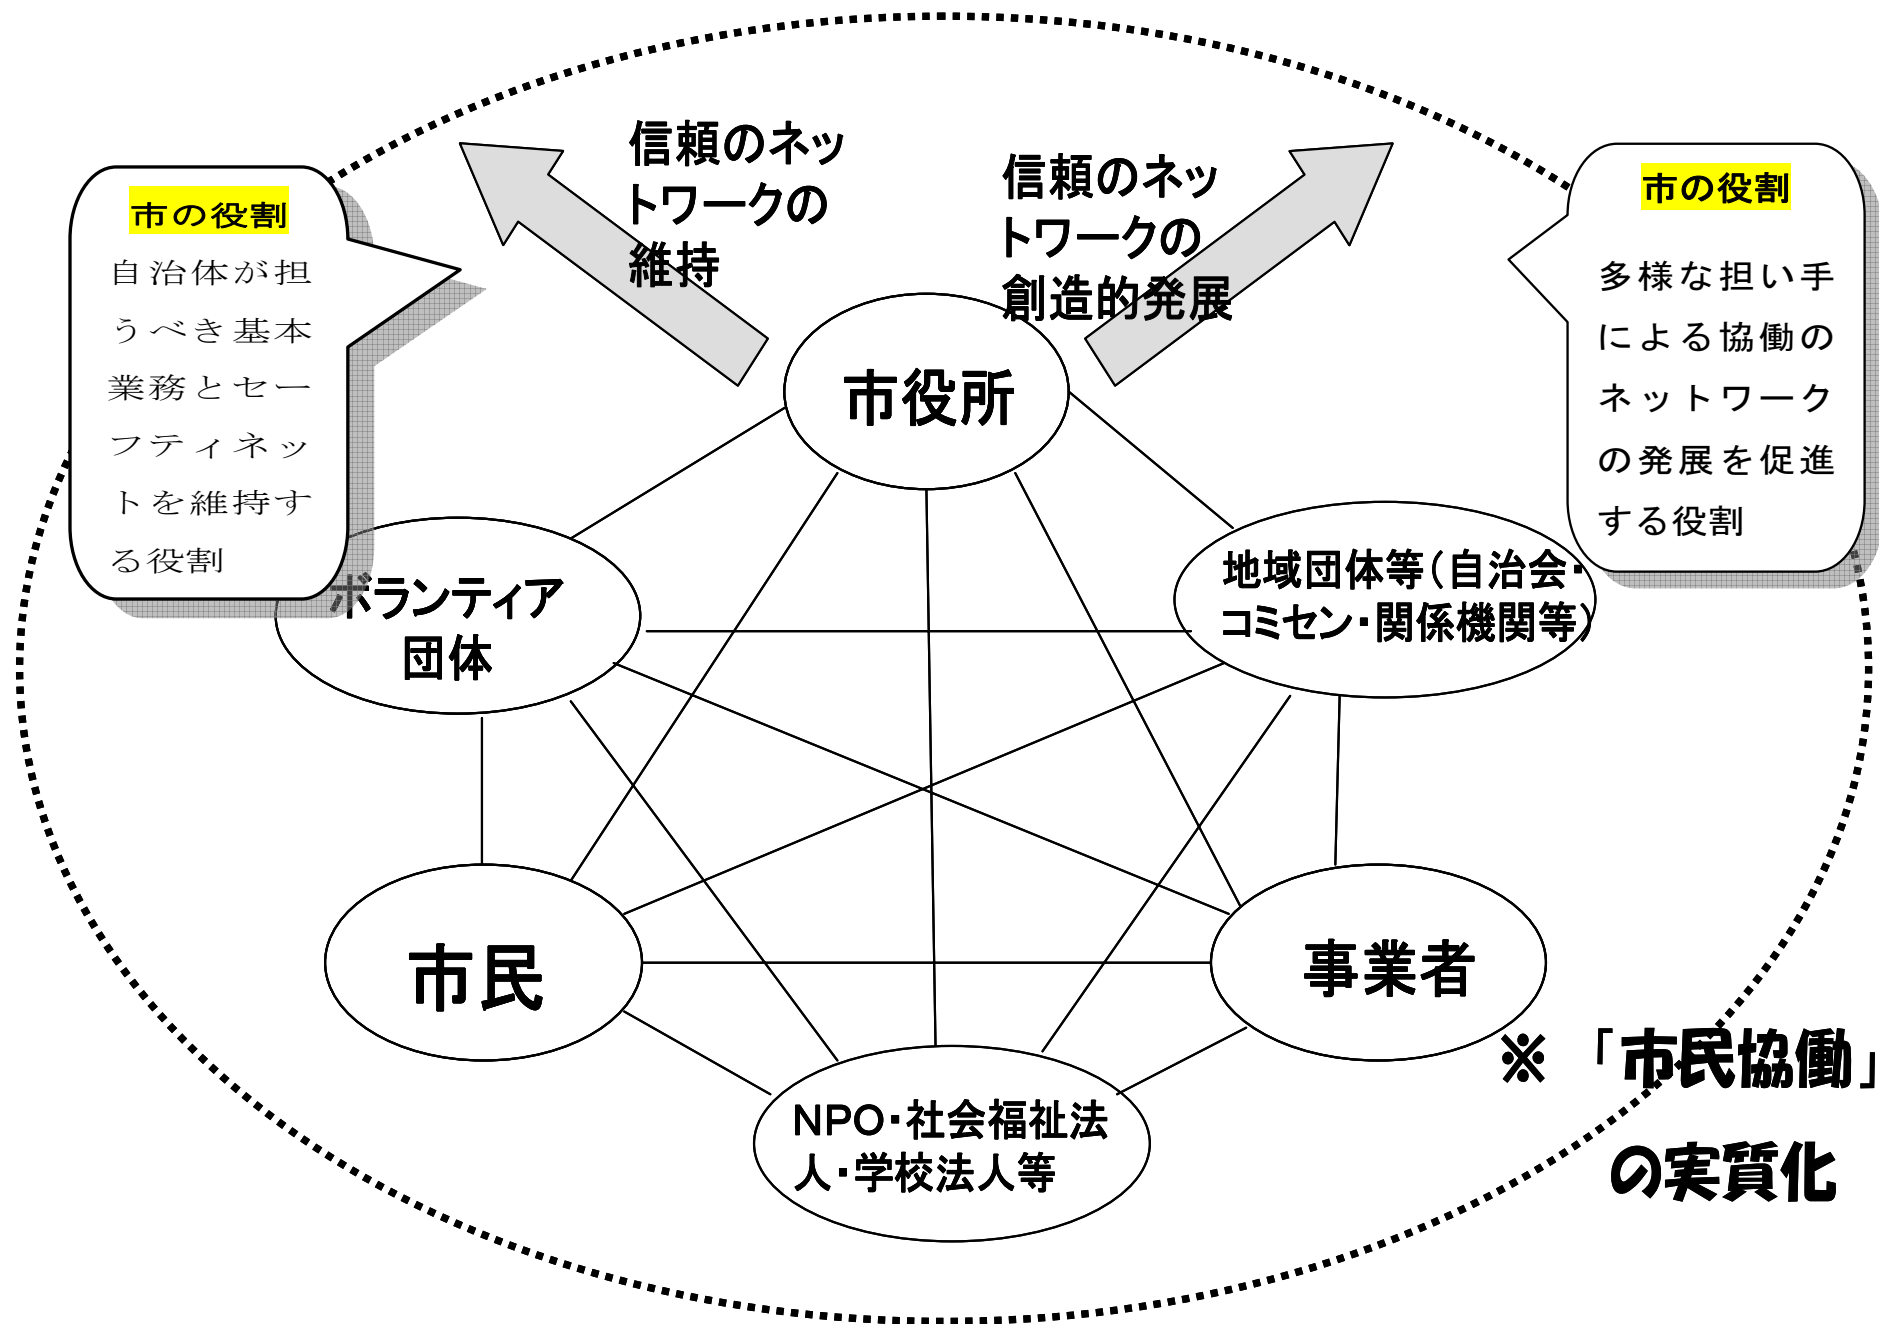 信頼のネッ
トワークの
維持
信頼のネッ
トワークの
創造的発展
市の役割
自治体が担
うべき基本
業務とセー
フティネッ
トを維持す
る役割
市の役割
多様な担い手
による協働の
ネットワーク
の発展を促進
する役割
市役所
ボランティア
団体
地域団体等(自治会・
コミセン・関係機関等)
市民
事業者
NPO・社会福祉法
人・学校法人等
※ 「市民協働」
の実質化